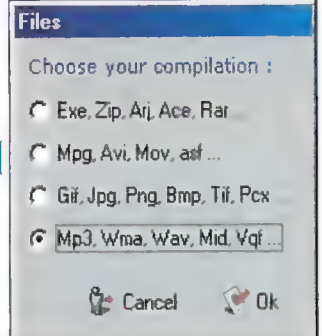 Files
Choose your compilation :
Exe, Zip, Arj, Ace, Rar
Mpg, Avi, Mov, asf ...
Gif, Jpg, Png, Bmp, Tif, Pcx
Mp3, Wma, Wav, Mid, Vqf ...
Cancel Ok